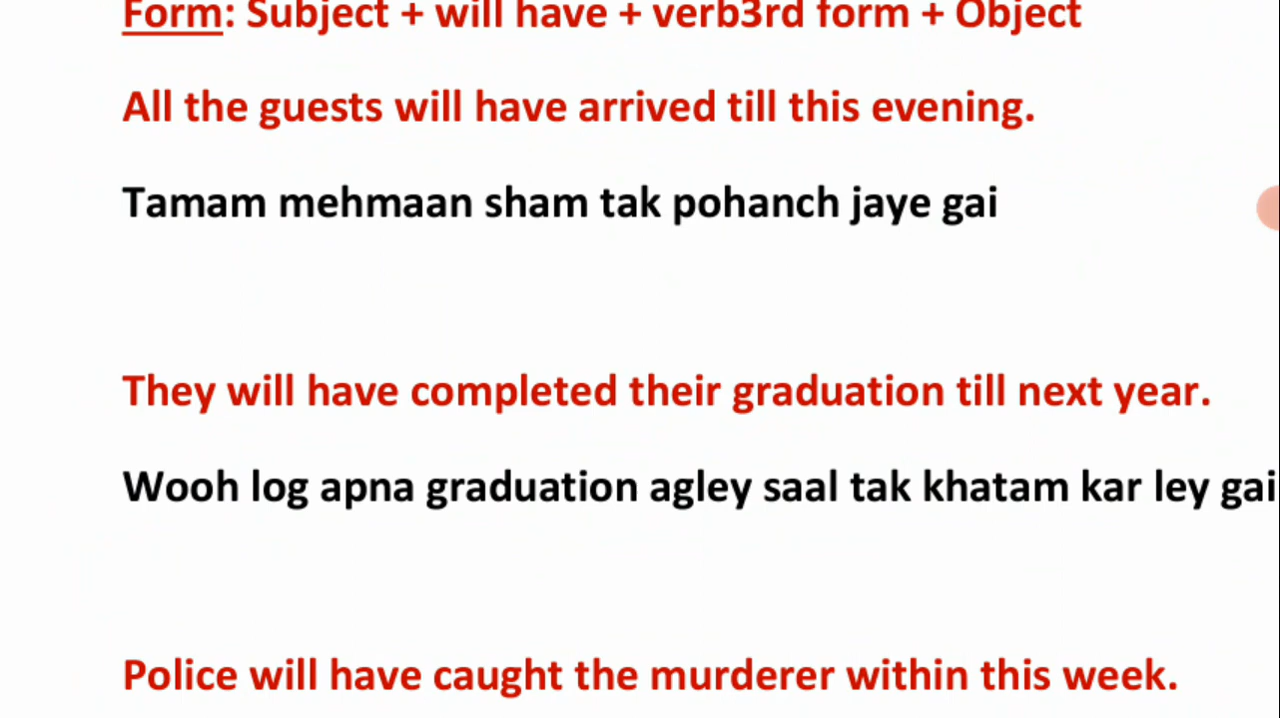 Form: Subject + will have + verb3rd form + Object
All the guests will have arrived till this evening.
Tamam mehmaan sham tak pohanch jaye gai
They will have completed their graduation till next year.
Wooh log apna graduation agley saal tak khatam kar ley gai
Police will have caught the murderer within this week.